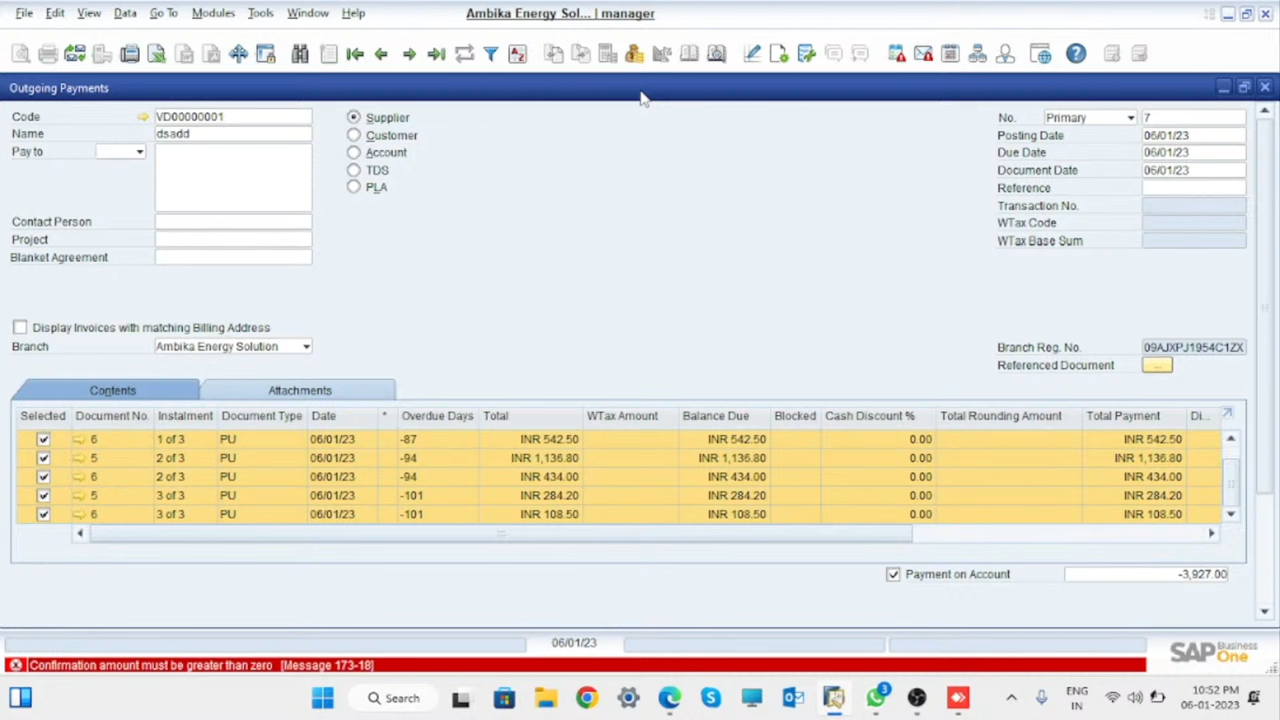 File Edit View Data Go To Modules Tools Window Help Ambika Energy Sol... | manager
Outgoing Payments
Code VD00000001 Supplier No. Primary 7
Name dsadd Customer Posting Date 06/01/23
Pay to Account Due Date 06/01/23
TDS Document Date 06/01/23
PLA Reference
Transaction No.
Contact Person WTax Code
Project WTax Base Sum
Blanket Agreement
Display Invoices with matching Billing Address
Branch Ambika Energy Solution Branch Reg. No. 09AJXPJ1954C1ZX
Referenced Document ...
Contents Attachments
Selected Document No. Instalment Document Type Date * Overdue Days Total WTax Amount Balance Due Blocked Cash Discount % Total Rounding Amount Total Payment Di...
6 1 of 3 PU 06/01/23 -87 INR 542.50 INR 542.50 0.00 INR 542.50
5 2 of 3 PU 06/01/23 -94 INR 1,136.80 INR 1,136.80 0.00 INR 1,136.80
6 2 of 3 PU 06/01/23 -94 INR 434.00 INR 434.00 0.00 INR 434.00
5 3 of 3 PU 06/01/23 -101 INR 284.20 INR 284.20 0.00 INR 284.20
6 3 of 3 PU 06/01/23 -101 INR 108.50 INR 108.50 0.00 INR 108.50
Payment on Account -3,927.00
06/01/23
SAP Business One
Confirmation amount must be greater than zero [Message 173-18]
Search 3 ENG IN 10:52 PM 06-01-2023